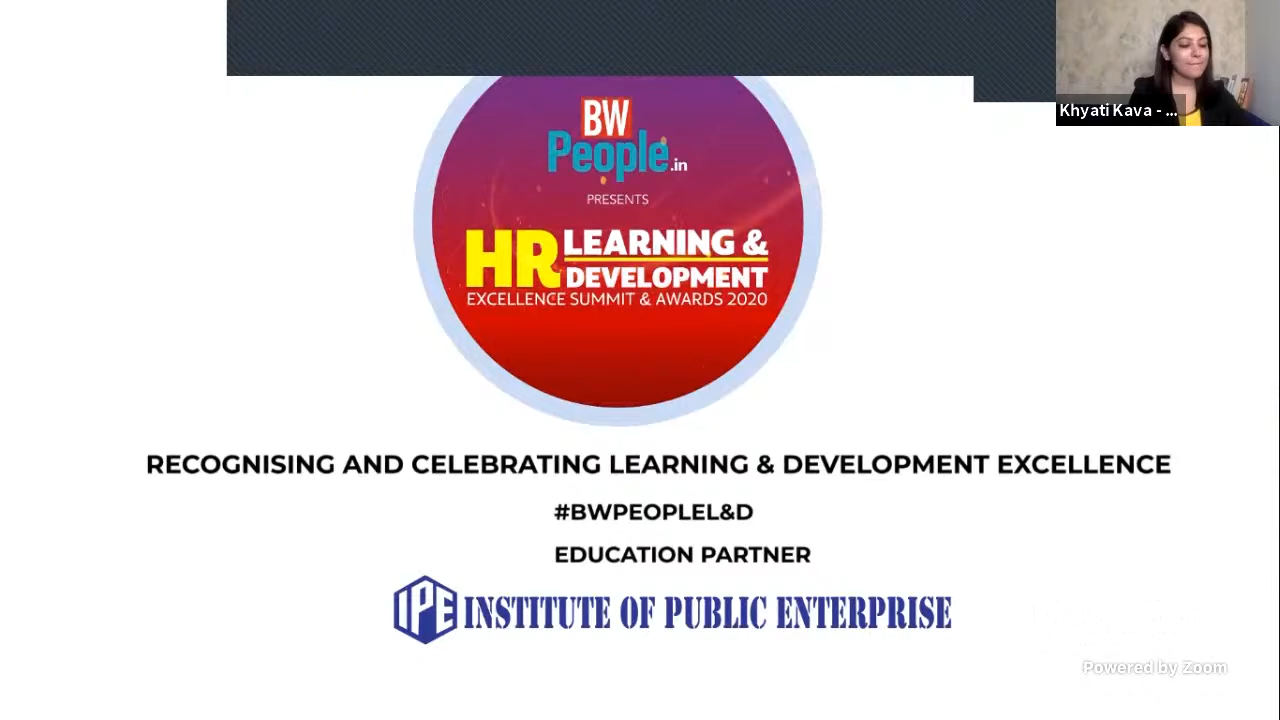 BW
People.in
PRESENTS
HR LEARNING &
DEVELOPMENT
EXCELLENCE SUMMIT & AWARDS 2020
Khyati Kava - ...
RECOGNISING AND CELEBRATING LEARNING & DEVELOPMENT EXCELLENCE
#BWPEOPLEL&D
EDUCATION PARTNER
IPE INSTITUTE OF PUBLIC ENTERPRISE
Powered by Zoom